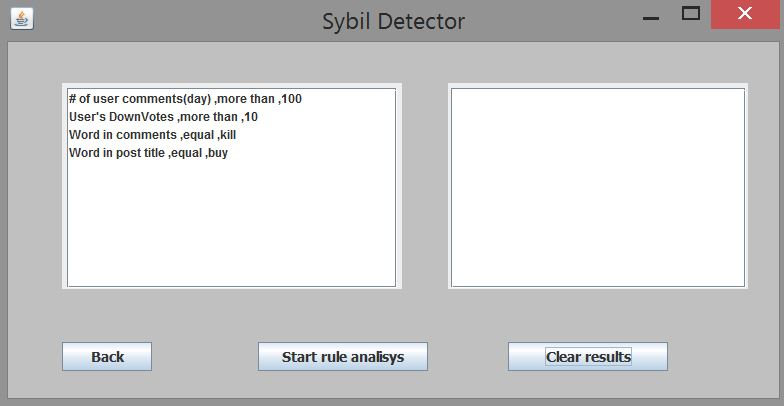 Sybil Detector
# of user comments(day) ,more than ,100
User's DownVotes ,more than ,10
Word in comments ,equal ,kill
Word in post title ,equal ,buy
Back
Start rule analisys
Clear results